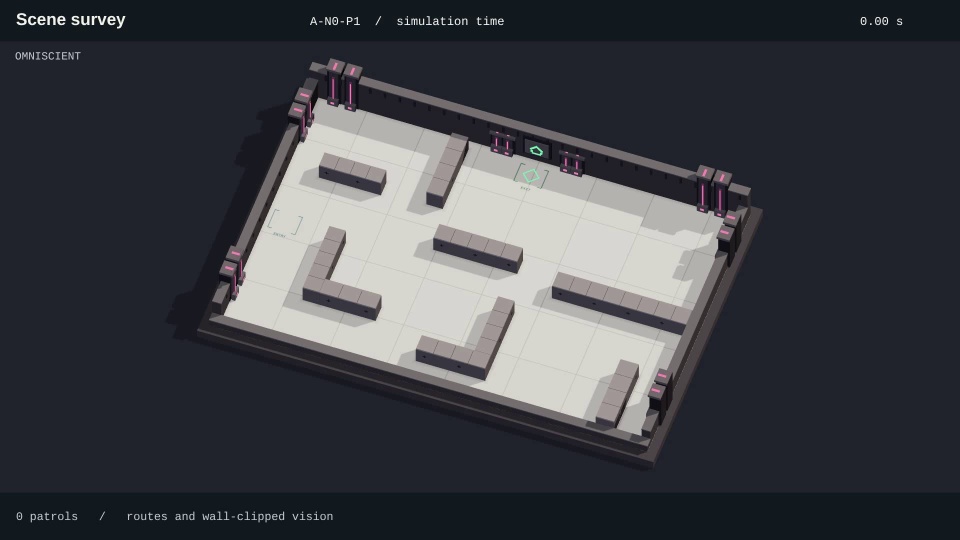 Scene survey
A-N0-P1 / simulation time
0.00 s
OMNISCIENT
0 patrols / routes and wall-clipped vision